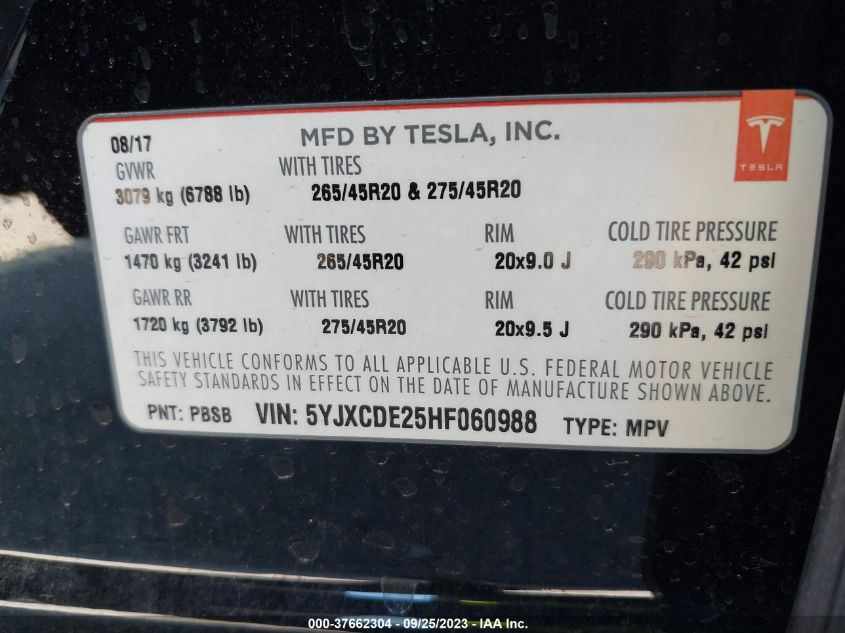 08/17 MFD BY TESLA, INC.
TESLA
GVWR WITH TIRES
3079 kg (6788 lb) 265/45R20 & 275/45R20
GAWR FRT WITH TIRES RIM COLD TIRE PRESSURE
1470 kg (3241 lb) 265/45R20 20x9.0 J 290 kPa, 42 psi
GAWR RR WITH TIRES RIM COLD TIRE PRESSURE
1720 kg (3792 lb) 275/45R20 20x9.5 J 290 kPa, 42 psi
THIS VEHICLE CONFORMS TO ALL APPLICABLE U.S. FEDERAL MOTOR VEHICLE
SAFETY STANDARDS IN EFFECT ON THE DATE OF MANUFACTURE SHOWN ABOVE.
PNT: PBSB VIN: 5YJXCDE25HF060988 TYPE: MPV
000-37662304 - 09/25/2023 - IAA Inc.